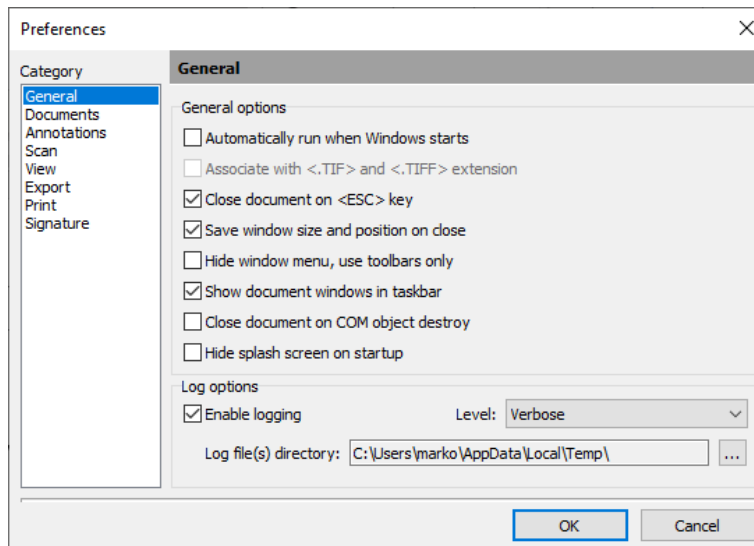 Preferences
Category
General
Documents
Annotations
Scan
View
Export
Print
Signature
General
General options
Automatically run when Windows starts
Associate with <.TIF> and <.TIFF> extension
Close document on <ESC> key
Save window size and position on close
Hide window menu, use toolbars only
Show document windows in taskbar
Close document on COM object destroy
Hide splash screen on startup
Log options
Enable logging Level: Verbose
Log file(s) directory: C:\Users\marko\AppData\Local\Temp\ ...
OK Cancel